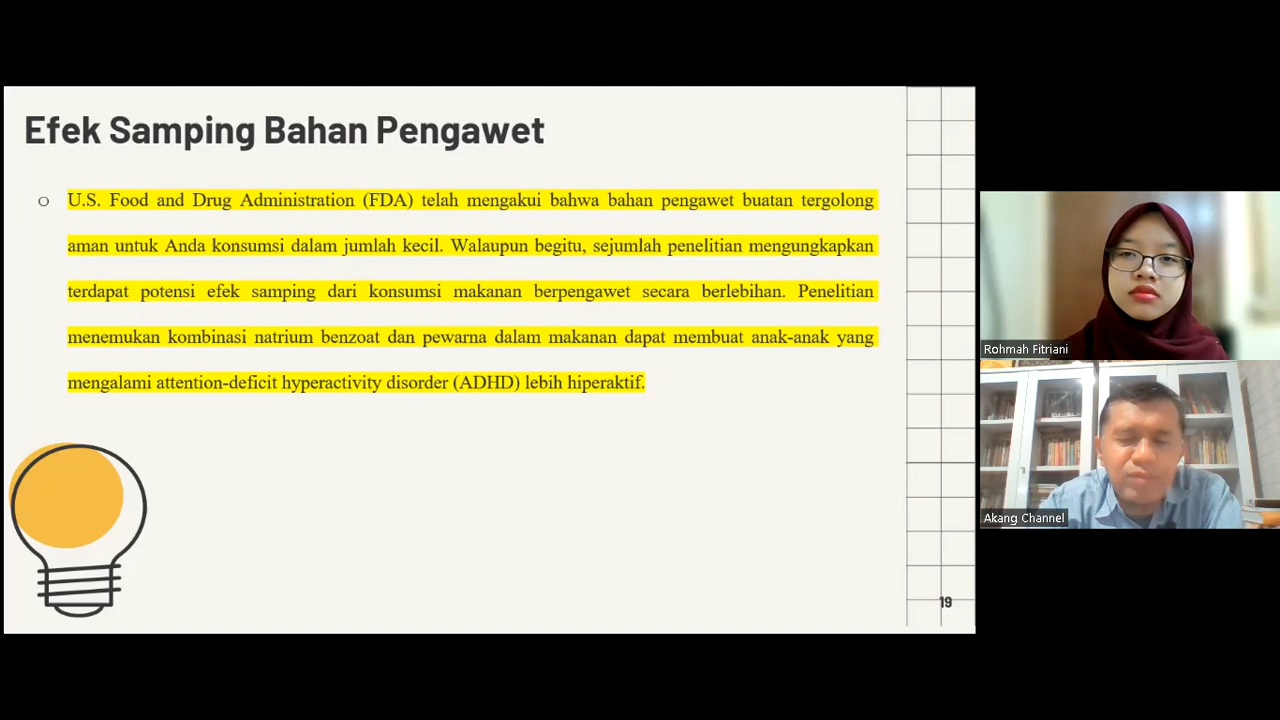 Efek Samping Bahan Pengawet
U.S. Food and Drug Administration (FDA) telah mengakui bahwa bahan pengawet buatan tergolong
aman untuk Anda konsumsi dalam jumlah kecil. Walaupun begitu, sejumlah penelitian mengungkapkan
terdapat potensi efek samping dari konsumsi makanan berpengawet secara berlebihan. Penelitian
menemukan kombinasi natrium benzoat dan pewarna dalam makanan dapat membuat anak-anak yang
mengalami attention-deficit hyperactivity disorder (ADHD) lebih hiperaktif.
19
Rohmah Fitriani
Akang Channel